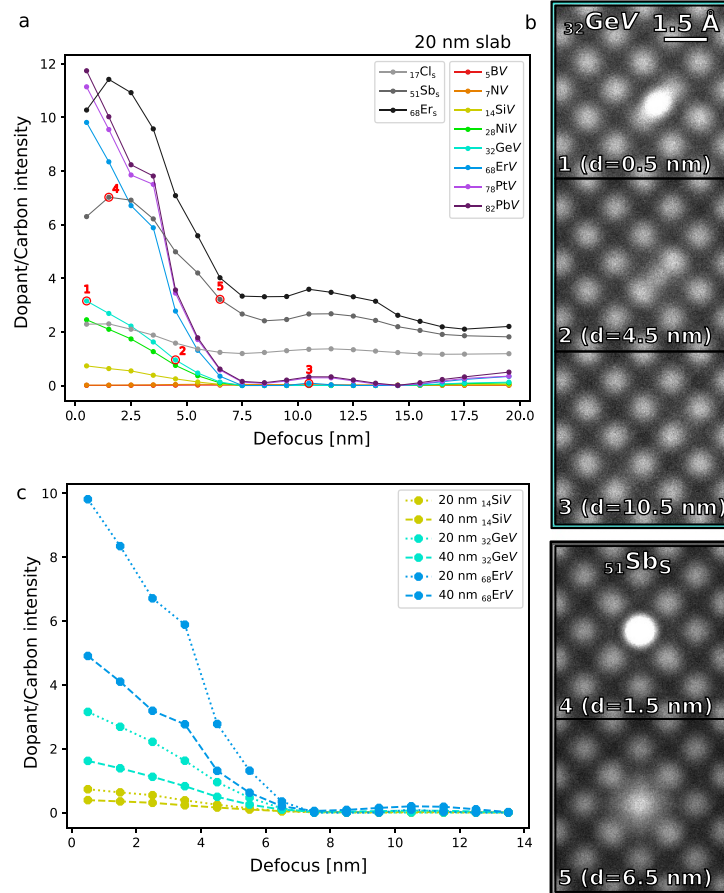 a
20 nm slab
Dopant/Carbon intensity
12
10
8
6
4
2
0
0.0 2.5 5.0 7.5 10.0 12.5 15.0 17.5 20.0
Defocus [nm]
₁₇Clₛ
₅₁Sbₛ
₆₈Erₛ
₅BV
₇NV
₁₄SiV
₂₈NiV
₃₂GeV
₆₈ErV
₇₈PtV
₈₂PbV
1
2
3
4
5
b
₃₂GeV 1.5 Å
1 (d=0.5 nm)
2 (d=4.5 nm)
3 (d=10.5 nm)
₅₁Sbₛ
4 (d=1.5 nm)
5 (d=6.5 nm)
c
Dopant/Carbon intensity
10
8
6
4
2
0
0 2 4 6 8 10 12 14
Defocus [nm]
20 nm ₁₄SiV
40 nm ₁₄SiV
20 nm ₃₂GeV
40 nm ₃₂GeV
20 nm ₆₈ErV
40 nm ₆₈ErV